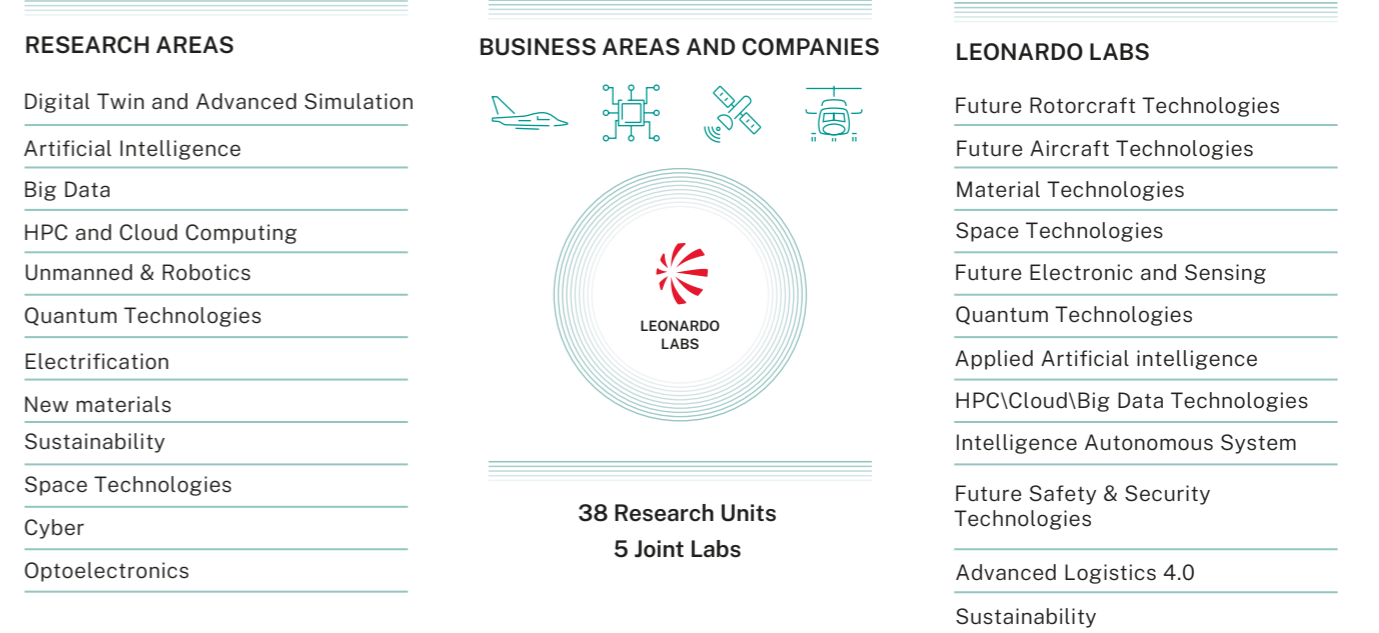 RESEARCH AREAS
Digital Twin and Advanced Simulation
Artificial Intelligence
Big Data
HPC and Cloud Computing
Unmanned & Robotics
Quantum Technologies
Electrification
New materials
Sustainability
Space Technologies
Cyber
Optoelectronics
BUSINESS AREAS AND COMPANIES
LEONARDO
LABS
38 Research Units
5 Joint Labs
LEONARDO LABS
Future Rotorcraft Technologies
Future Aircraft Technologies
Material Technologies
Space Technologies
Future Electronic and Sensing
Quantum Technologies
Applied Artificial intelligence
HPC\Cloud\Big Data Technologies
Intelligence Autonomous System
Future Safety & Security
Technologies
Advanced Logistics 4.0
Sustainability